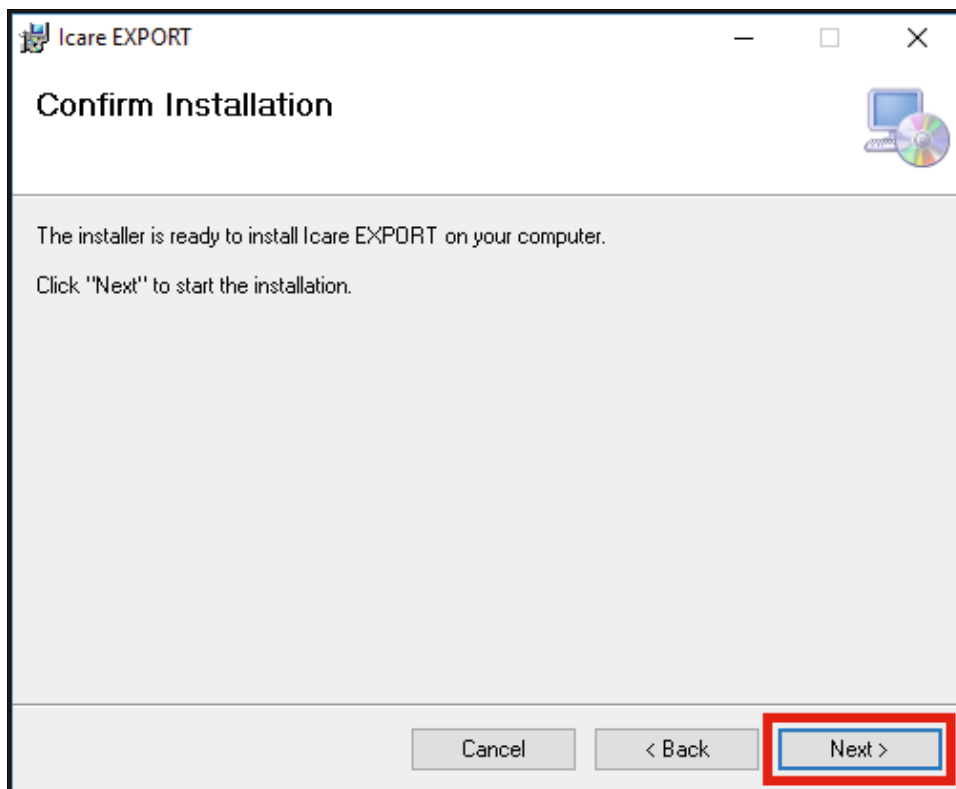 Icare EXPORT
Confirm Installation
The installer is ready to install Icare EXPORT on your computer.
Click "Next" to start the installation.
Cancel
< Back
Next >